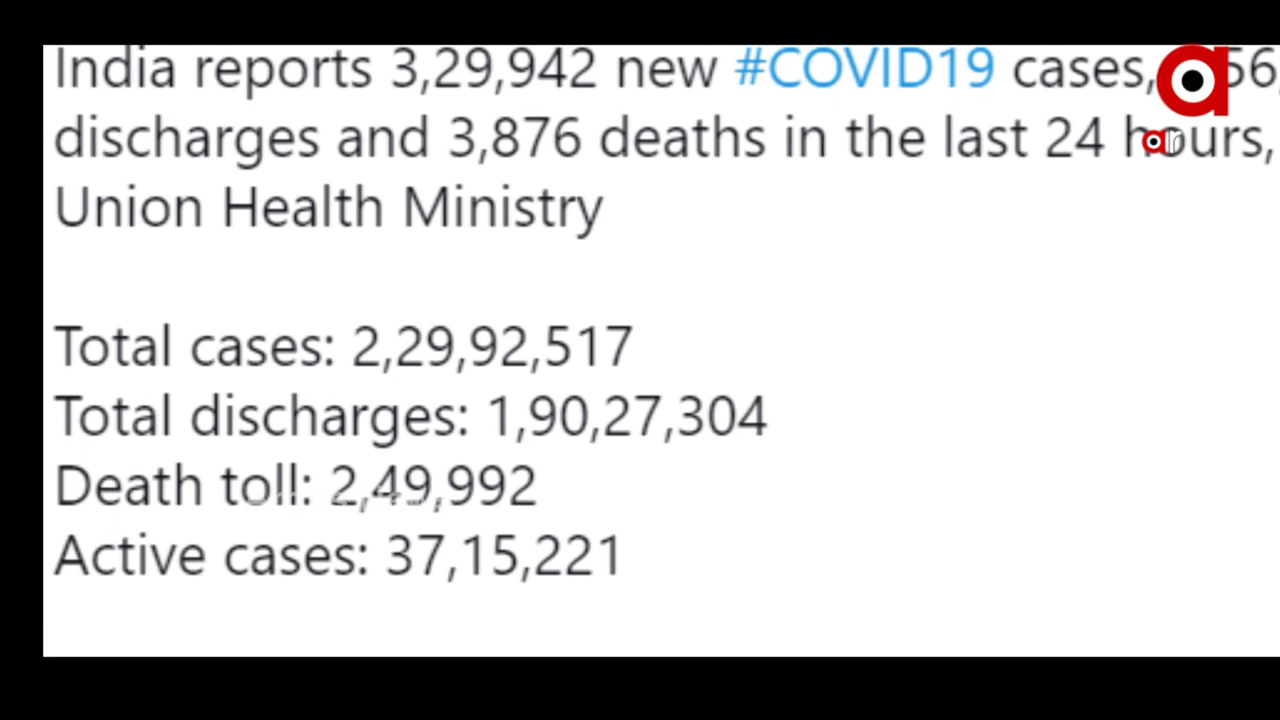 India reports 3,29,942 new #COVID19 cases,
discharges and 3,876 deaths in the last 24 hours,
Union Health Ministry
Total cases: 2,29,92,517
Total discharges: 1,90,27,304
Death toll: 2,49,992
Active cases: 37,15,221